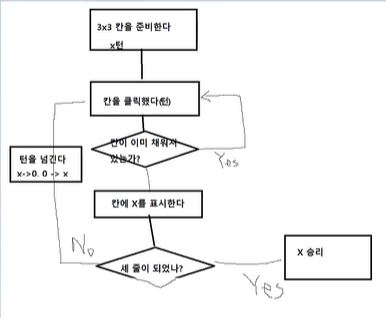 3x3 칸을 준비한다
x턴
칸을 클릭했다(턴)
칸이 이미 채워져
있는가?
Yes
턴을 넘긴다
x->0. 0 -> x
칸에 X를 표시한다
No
세 줄이 되었나?
Yes
X 승리